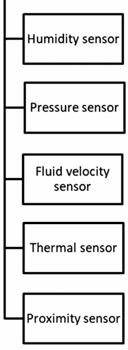 Humidity sensor
Pressure sensor
Fluid velocity
sensor
Thermal sensor
Proximity sensor